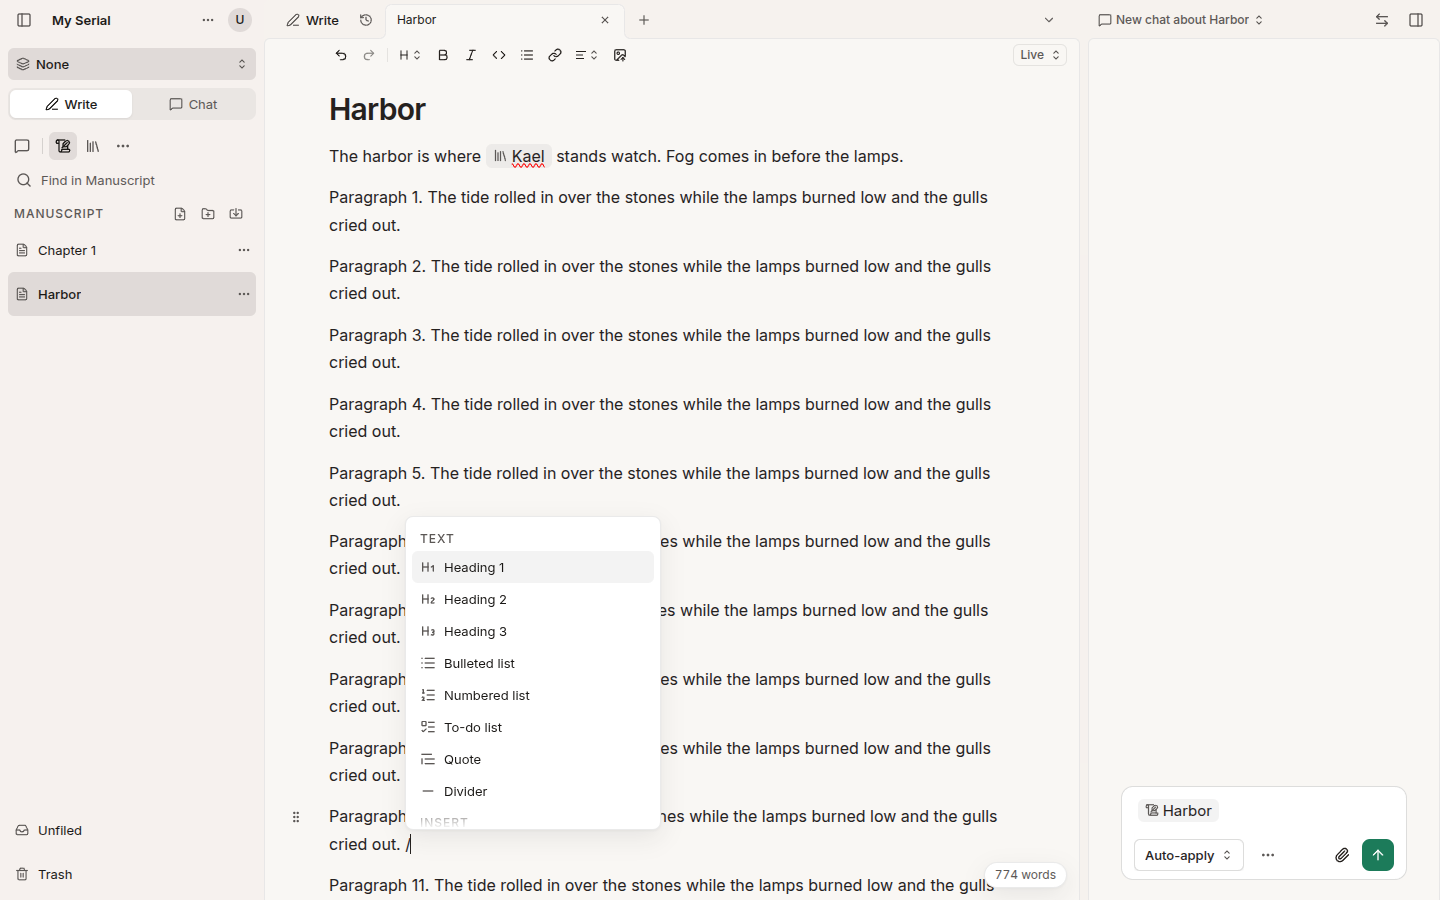 My Serial
U
None
Write
Chat
Find in Manuscript
MANUSCRIPT
Chapter 1
Harbor
Unfiled
Trash
Write
Harbor
H
B
I
Live
Harbor
The harbor is where Kael stands watch. Fog comes in before the lamps.
Paragraph 1. The tide rolled in over the stones while the lamps burned low and the gulls
cried out.
Paragraph 2. The tide rolled in over the stones while the lamps burned low and the gulls
cried out.
Paragraph 3. The tide rolled in over the stones while the lamps burned low and the gulls
cried out.
Paragraph 4. The tide rolled in over the stones while the lamps burned low and the gulls
cried out.
Paragraph 5. The tide rolled in over the stones while the lamps burned low and the gulls
cried out.
Paragraph while the lamps burned low and the gulls
cried out.
Paragraph while the lamps burned low and the gulls
cried out.
Paragraph while the lamps burned low and the gulls
cried out.
Paragraph while the lamps burned low and the gulls
cried out.
Paragraph while the lamps burned low and the gulls
cried out. /
Paragraph 11. The tide rolled in over the stones while the lamps burned low and the gulls
TEXT
H1 Heading 1
H2 Heading 2
H3 Heading 3
Bulleted list
Numbered list
To-do list
Quote
Divider
INSERT
774 words
New chat about Harbor
Harbor
Auto-apply